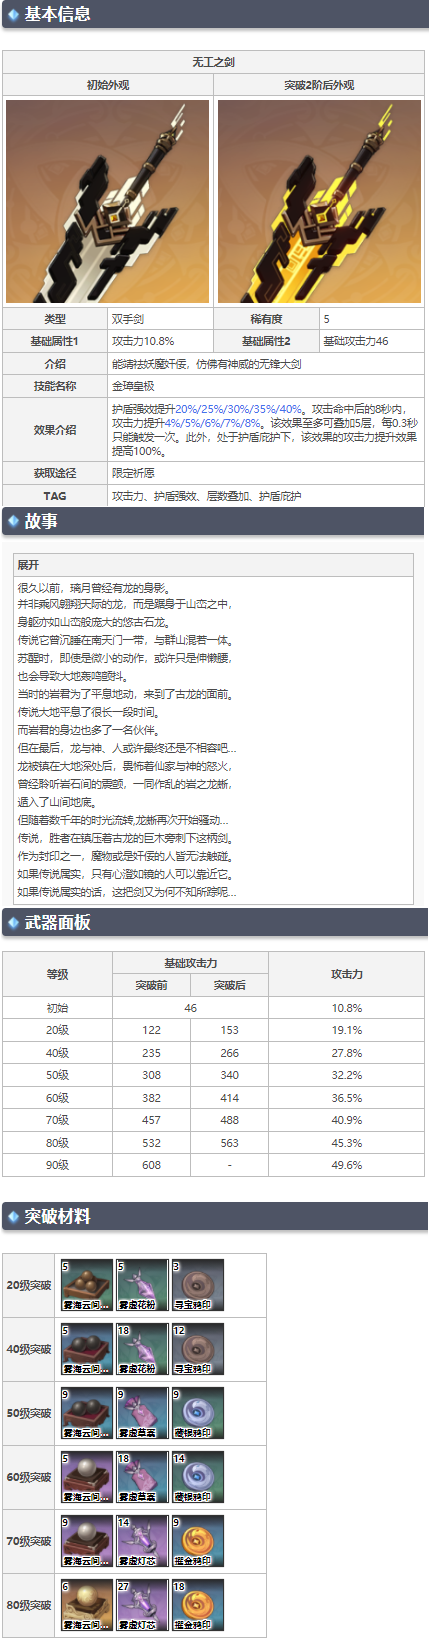 基本信息
无工之剑
初始外观 突破2阶后外观
类型 双手剑 稀有度 5
基础属性1 攻击力10.8% 基础属性2 基础攻击力46
介绍 能靖祛妖魔奸佞，仿佛有神威的无锋大剑
技能名称 金璋皇极
效果介绍 护盾强效提升20%/25%/30%/35%/40%。攻击命中后的8秒内，
攻击力提升4%/5%/6%/7%/8%。该效果至多可叠加5层，每0.3秒
只能触发一次。此外，处于护盾庇护下，该效果的攻击力提升效果
提高100%。
获取途径 限定祈愿
TAG 攻击力、护盾强效、层数叠加、护盾庇护
故事
展开
很久以前，璃月曾经有龙的身影。
并非乘风翱翔天际的龙，而是踞身于山峦之中，
身躯亦如山峦般庞大的悠古石龙。
传说它曾沉睡在南天门一带，与群山混若一体。
苏醒时，即使是微小的动作，或许只是伸懒腰，
也会导致大地轰鸣颤抖。
当时的岩君为了平息地动，来到了古龙的面前。
传说大地平息了很长一段时间。
而岩君的身边也多了一名伙伴。
但在最后，龙与神、人或许最终还是不相容吧…
龙被镇在大地深处后，畏怖着仙家与神的怒火，
曾经聆听岩石间的震颤，一同作乱的岩之龙蜥，
遁入了山间地底。
但随着数千年的时光流转,龙蜥再次开始骚动…
传说，胜者在镇压着古龙的巨木旁刺下这柄剑。
作为封印之一，魔物或是奸佞的人皆无法触碰。
如果传说属实，只有心澄如镜的人可以靠近它。
如果传说属实的话，这把剑又为何不知所踪呢…
武器面板
等级 基础攻击力 攻击力
突破前 突破后
初始 46 10.8%
20级 122 153 19.1%
40级 235 266 27.8%
50级 308 340 32.2%
60级 382 414 36.5%
70级 457 488 40.9%
80级 532 563 45.3%
90级 608 - 49.6%
突破材料
20级突破 5 雾海云间... 5 雾虚花粉 3 寻宝鸦印
40级突破 5 雾海云间... 18 雾虚花粉 12 寻宝鸦印
50级突破 9 雾海云间... 9 雾虚草囊 9 藏银鸦印
60级突破 5 雾海云间... 18 雾虚草囊 14 藏银鸦印
70级突破 9 雾海云间... 14 雾虚灯芯 9 攫金鸦印
80级突破 6 雾海云间... 27 雾虚灯芯 18 攫金鸦印